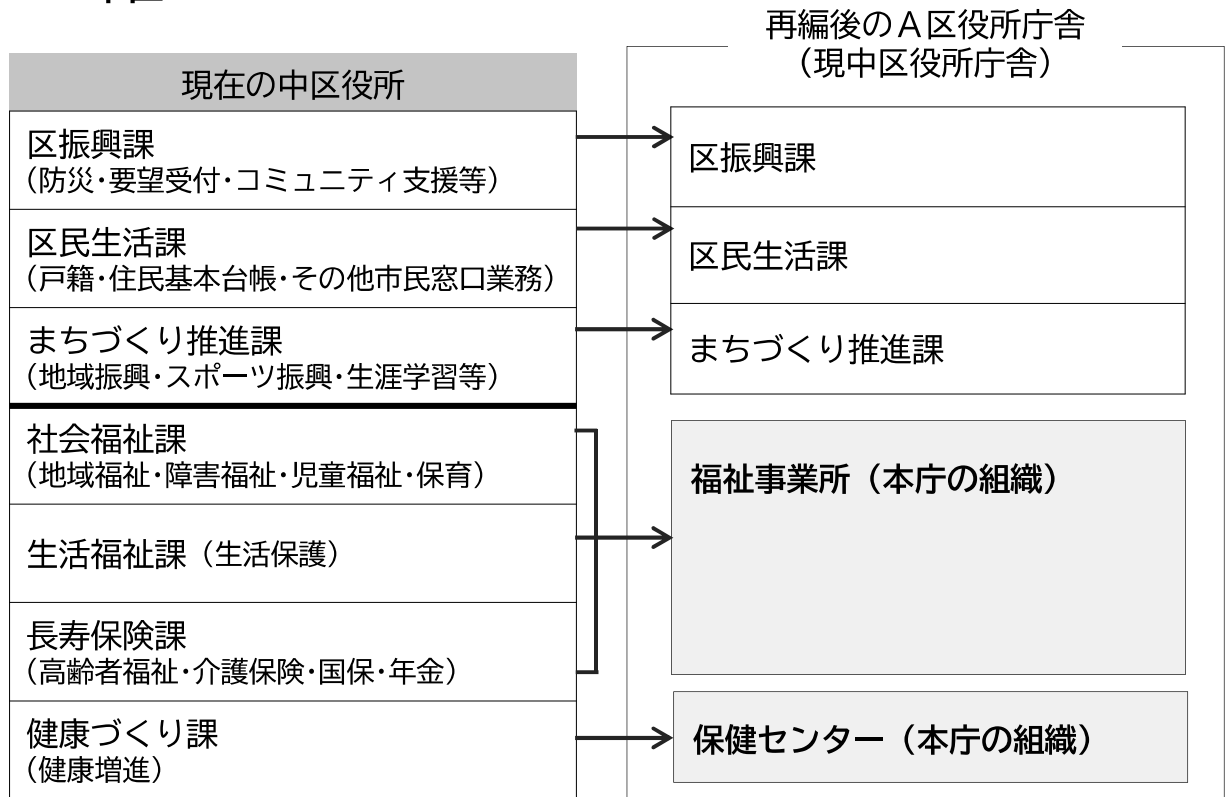 再編後のA区役所庁舎
（現中区役所庁舎）
現在の中区役所
区振興課
（防災・要望受付・コミュニティ支援等）
区民生活課
（戸籍・住民基本台帳・その他市民窓口業務）
まちづくり推進課
（地域振興・スポーツ振興・生涯学習等）
社会福祉課
（地域福祉・障害福祉・児童福祉・保育）
生活福祉課（生活保護）
長寿保険課
（高齢者福祉・介護保険・国保・年金）
健康づくり課
（健康増進）
区振興課
区民生活課
まちづくり推進課
福祉事業所（本庁の組織）
保健センター（本庁の組織）